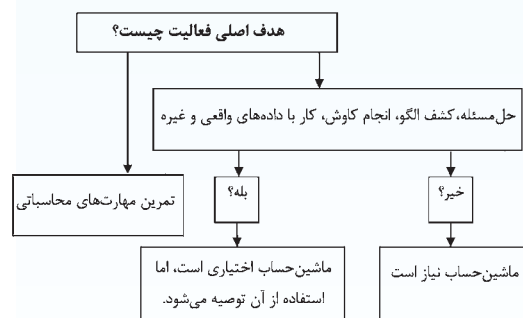 هدف اصلی فعالیت چیست؟
حل‌مسئله، کشف الگو، انجام کاوش، کار با داده‌های واقعی و غیره
تمرین مهارت‌های محاسباتی
بله؟
خیر؟
ماشین‌حساب اختیاری است، اما
استفاده از آن توصیه می‌شود.
ماشین‌حساب نیاز است